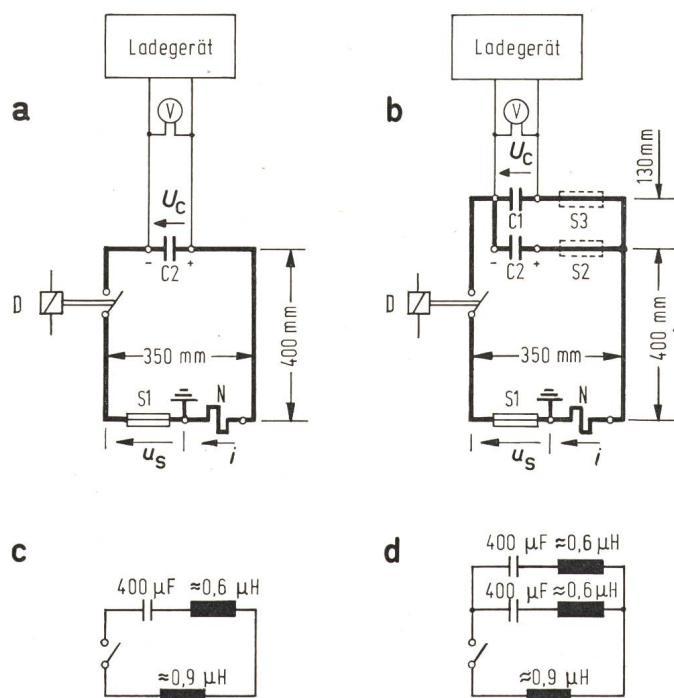 a
Ladegerät
V
U_C
- C2 +
D
350 mm
400 mm
S1
N
u_S
i
b
Ladegerät
V
U_C
130mm
C1
S3
- C2 +
S2
D
350 mm
400 mm
S1
N
u_S
i
c
400 µF ≈0,6 µH
≈0,9 µH
d
400 µF ≈0,6 µH
400 µF ≈0,6 µH
≈0,9 µH